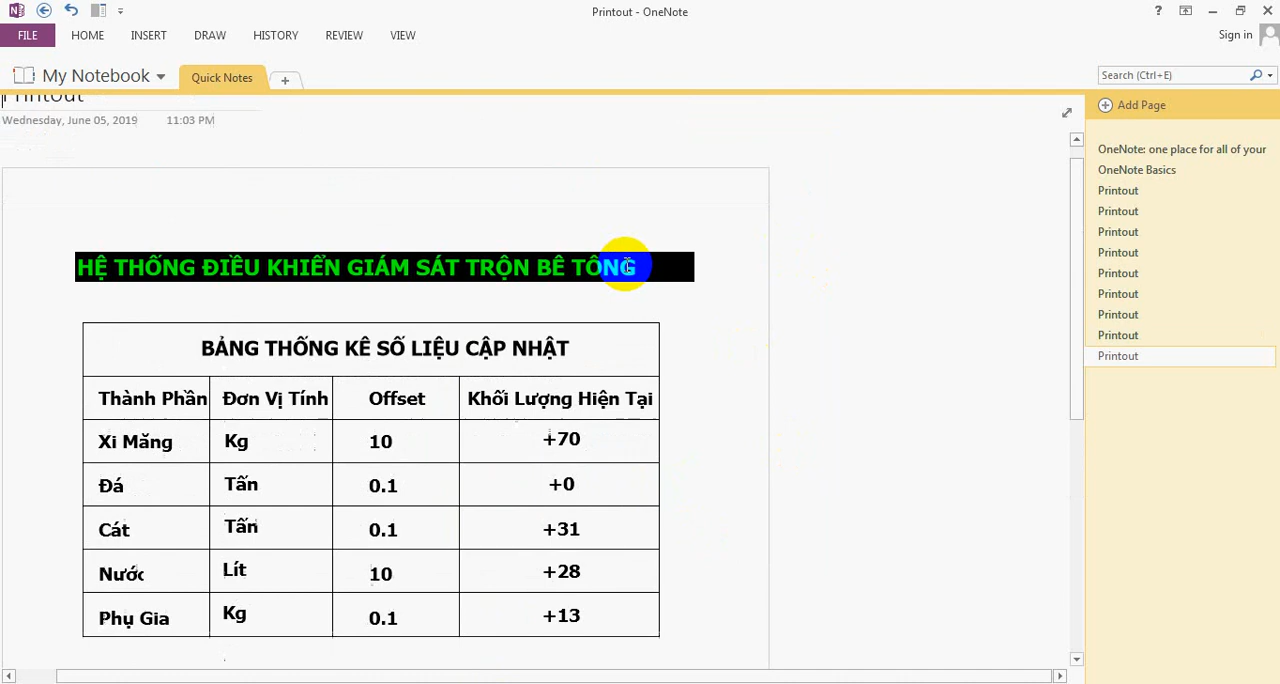 Printout - OneNote
?
FILE HOME INSERT DRAW HISTORY REVIEW VIEW
Sign in
My Notebook
Quick Notes
+
Search (Ctrl+E)
Printout
Wednesday, June 05, 2019 11:03 PM
Add Page
OneNote: one place for all of your
OneNote Basics
Printout
Printout
Printout
Printout
Printout
Printout
Printout
Printout
Printout
HỆ THỐNG ĐIỀU KHIỂN GIÁM SÁT TRỘN BÊ TÔNG
BẢNG THỐNG KÊ SỐ LIỆU CẬP NHẬT
Thành Phần Đơn Vị Tính Offset Khối Lượng Hiện Tại
Xi Măng Kg 10 +70
Đá Tấn 0.1 +0
Cát Tấn 0.1 +31
Nước Lít 10 +28
Phụ Gia Kg 0.1 +13